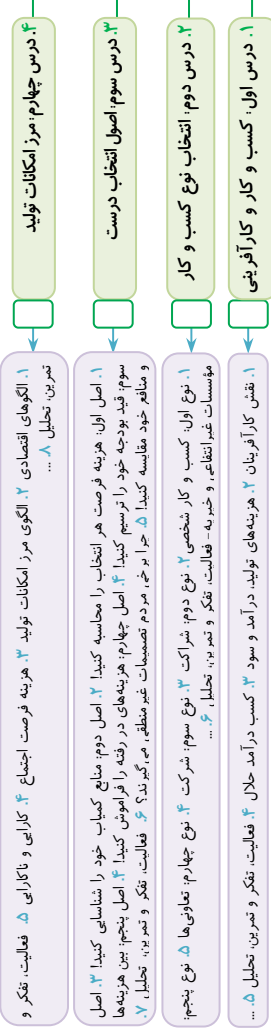 ۱. درس اول: کسب و کار و کارآفرینی
۱. نقش کارآفرینان ۲. هزینه‌های تولید، درآمد و سود ۳. کسب درآمد حلال ۴. فعالیت، تفکر و تمرین، تحلیل ۵. ...
۲. درس دوم: انتخاب نوع کسب و کار
۱. نوع اول: کسب و کار شخصی ۲. نوع دوم: شراکت ۳. نوع سوم: شرکت ۴. نوع چهارم: تعاونی‌ها ۵. نوع پنجم:
مؤسسات غیرانتفاعی و خیریه- فعالیت، تفکر و تمرین، تحلیل ۶. ...
۳. درس سوم: اصول انتخاب درست
۱. اصل اول: هزینه فرصت هر انتخاب را محاسبه کنید! ۲. اصل دوم: منابع کمیاب خود را شناسایی کنید! ۳. اصل
سوم: قید بودجه خود را ترسیم کنید! ۴. اصل چهارم: هزینه‌های در رفته را فراموش کنید! ۴. اصل پنجم: بین هزینه‌ها
و منافع خود مقایسه کنید! ۵. چرا برخی مردم تصمیمات غیرمنطقی می‌گیرند؟ ۶. فعالیت، تفکر و تمرین، تحلیل ۷.
۴. درس چهارم: مرز امکانات تولید
۱. الگوهای اقتصادی ۲. الگوی مرز امکانات تولید ۳. هزینه فرصت اجتماع ۴. کارایی و ناکارایی ۵. فعالیت، تفکر و
تمرین، تحلیل ۸. ...